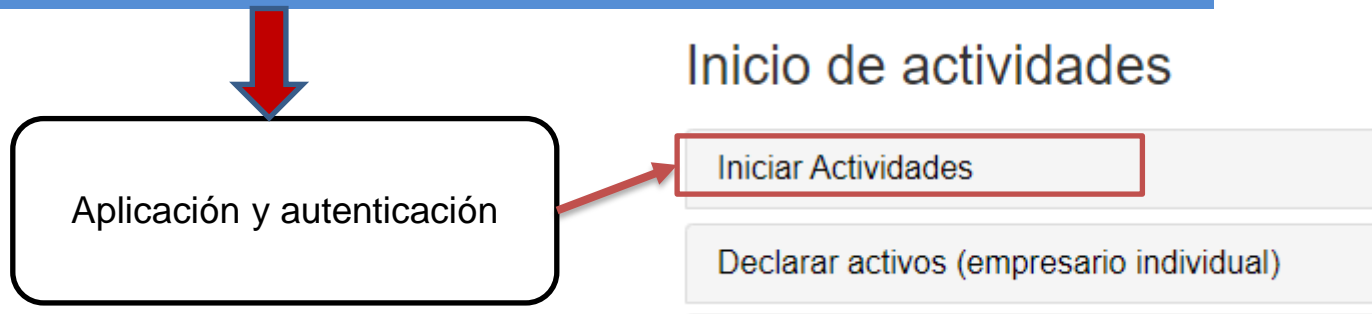 Inicio de actividades
Iniciar Actividades
Aplicación y autenticación
Declarar activos (empresario individual)